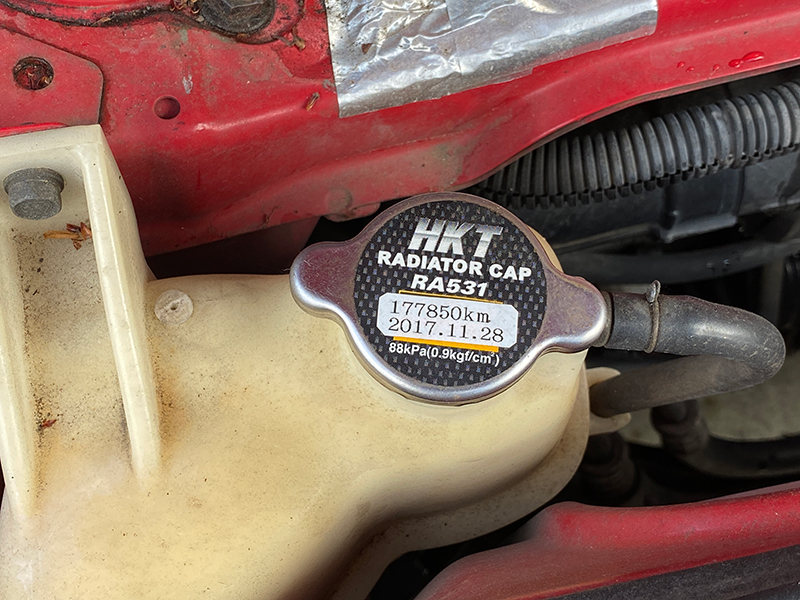 HKT
RADIATOR CAP
RA531
177850km
2017.11.28
88kPa(0.9kgf/cm²)